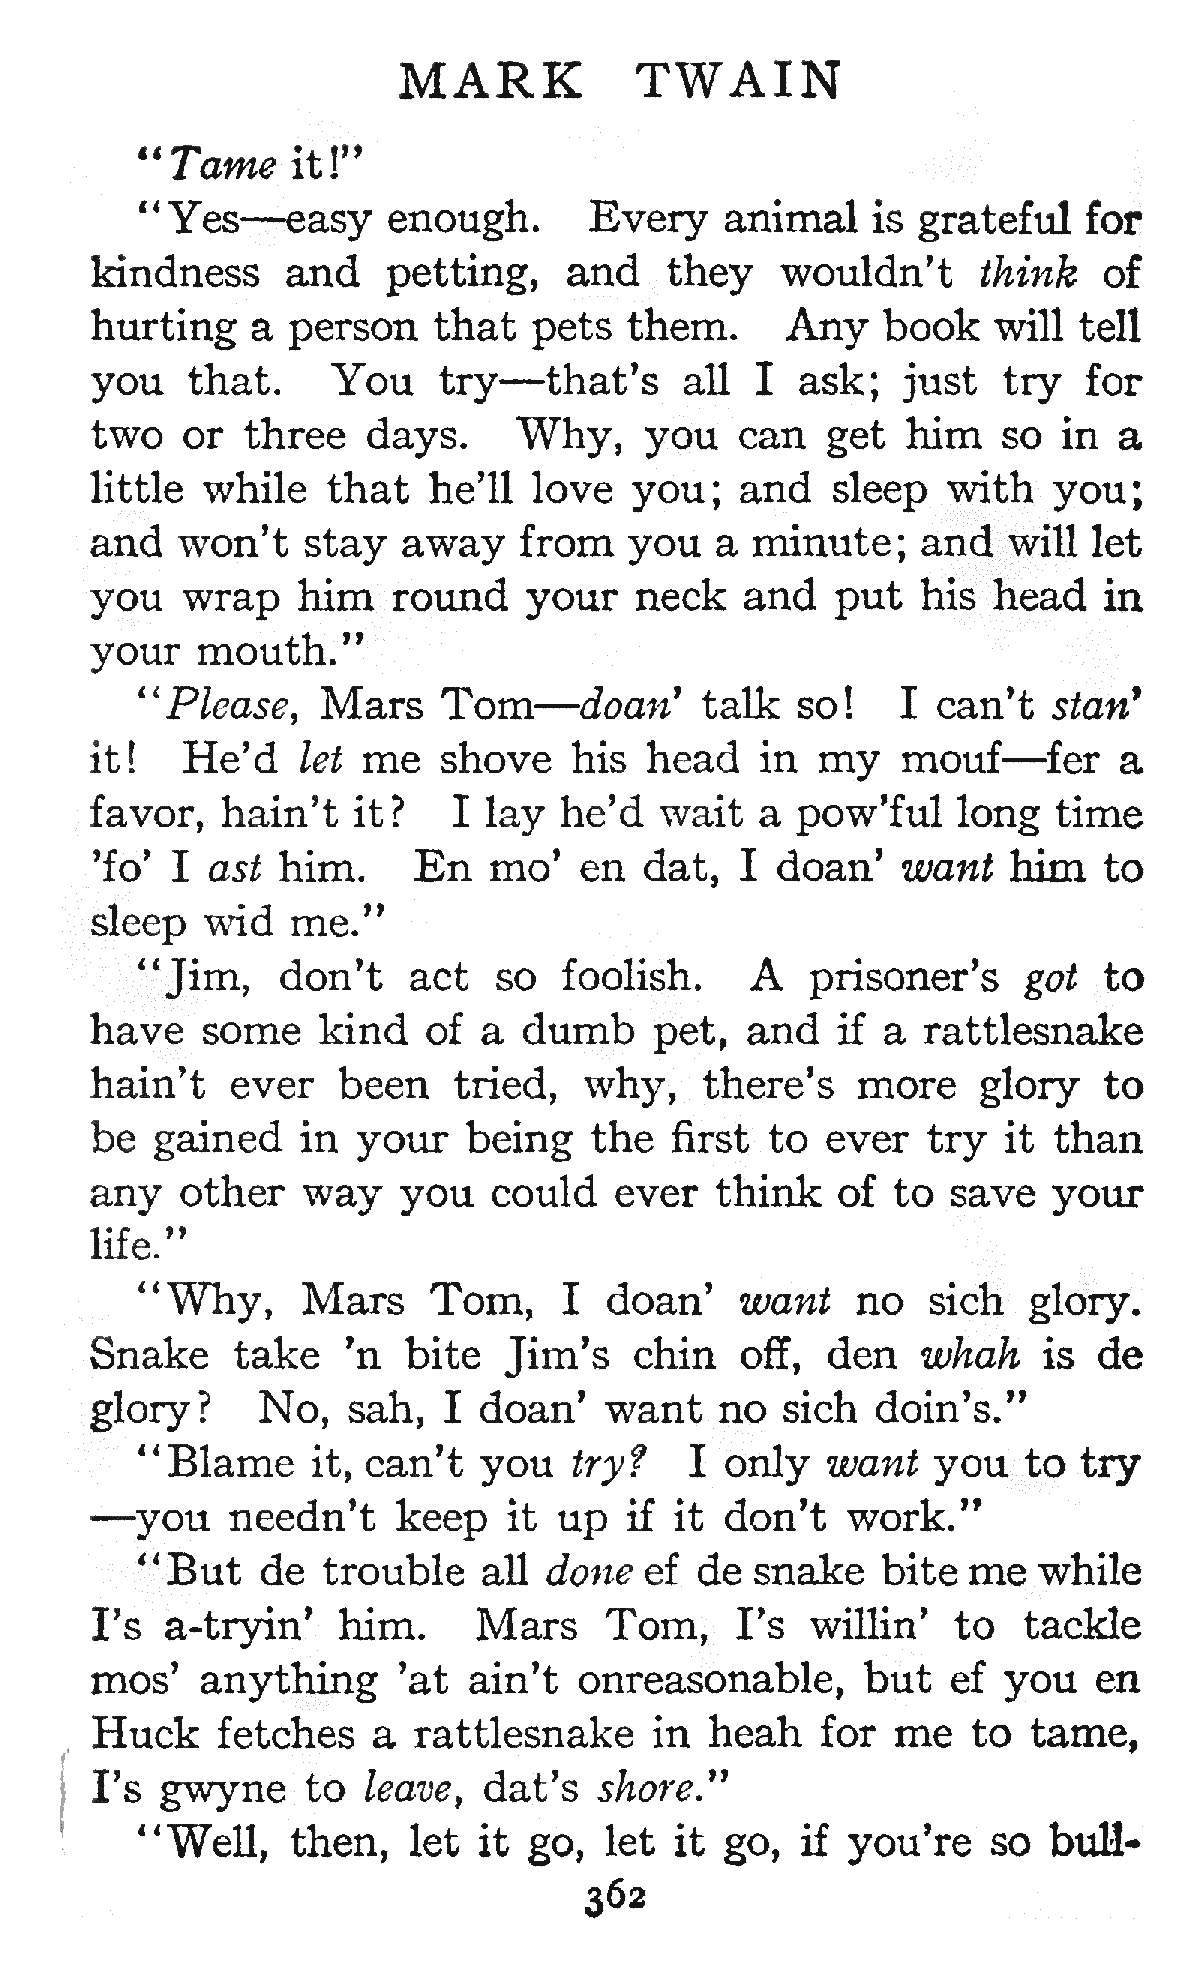 MARK TWAIN
"Tame it!"
"Yes—easy enough. Every animal is grateful for
kindness and petting, and they wouldn't think of
hurting a person that pets them. Any book will tell
you that. You try—that's all I ask; just try for
two or three days. Why, you can get him so in a
little while that he'll love you; and sleep with you;
and won't stay away from you a minute; and will let
you wrap him round your neck and put his head in
your mouth."
"Please, Mars Tom—doan' talk so! I can't stan'
it! He'd let me shove his head in my mouf—fer a
favor, hain't it? I lay he'd wait a pow'ful long time
'fo' I ast him. En mo' en dat, I doan' want him to
sleep wid me."
"Jim, don't act so foolish. A prisoner's got to
have some kind of a dumb pet, and if a rattlesnake
hain't ever been tried, why, there's more glory to
be gained in your being the first to ever try it than
any other way you could ever think of to save your
life."
"Why, Mars Tom, I doan' want no sich glory.
Snake take 'n bite Jim's chin off, den whah is de
glory? No, sah, I doan' want no sich doin's."
"Blame it, can't you try? I only want you to try
—you needn't keep it up if it don't work."
"But de trouble all done ef de snake bite me while
I's a-tryin' him. Mars Tom, I's willin' to tackle
mos' anything 'at ain't onreasonable, but ef you en
Huck fetches a rattlesnake in heah for me to tame,
I's gwyne to leave, dat's shore."
"Well, then, let it go, let it go, if you're so bull-
362